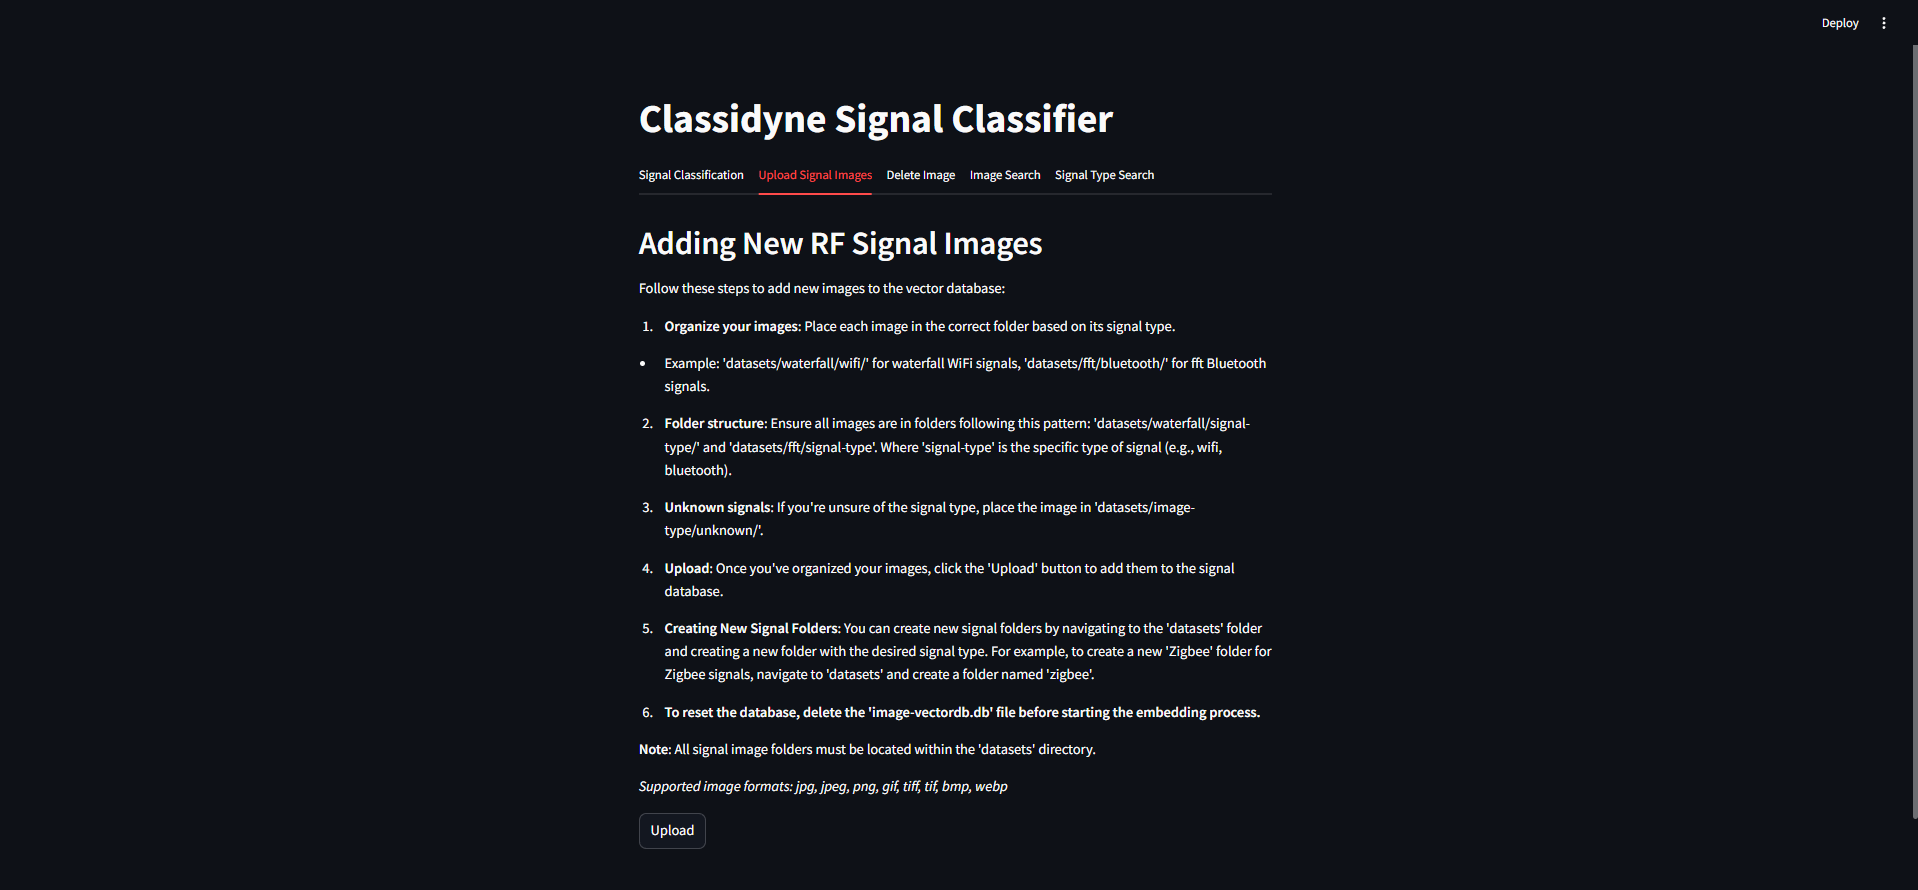 Deploy
Classidyne Signal Classifier
Signal Classification Upload Signal Images Delete Image Image Search Signal Type Search
Adding New RF Signal Images
Follow these steps to add new images to the vector database:
1. Organize your images: Place each image in the correct folder based on its signal type.
• Example: 'datasets/waterfall/wifi/' for waterfall WiFi signals, 'datasets/fft/bluetooth/' for fft Bluetooth
signals.
2. Folder structure: Ensure all images are in folders following this pattern: 'datasets/waterfall/signal-
type/' and 'datasets/fft/signal-type'. Where 'signal-type' is the specific type of signal (e.g., wifi,
bluetooth).
3. Unknown signals: If you're unsure of the signal type, place the image in 'datasets/image-
type/unknown/'.
4. Upload: Once you've organized your images, click the 'Upload' button to add them to the signal
database.
5. Creating New Signal Folders: You can create new signal folders by navigating to the 'datasets' folder
and creating a new folder with the desired signal type. For example, to create a new 'Zigbee' folder for
Zigbee signals, navigate to 'datasets' and create a folder named 'zigbee'.
6. To reset the database, delete the 'image-vectordb.db' file before starting the embedding process.
Note: All signal image folders must be located within the 'datasets' directory.
Supported image formats: jpg, jpeg, png, gif, tiff, tif, bmp, webp
Upload